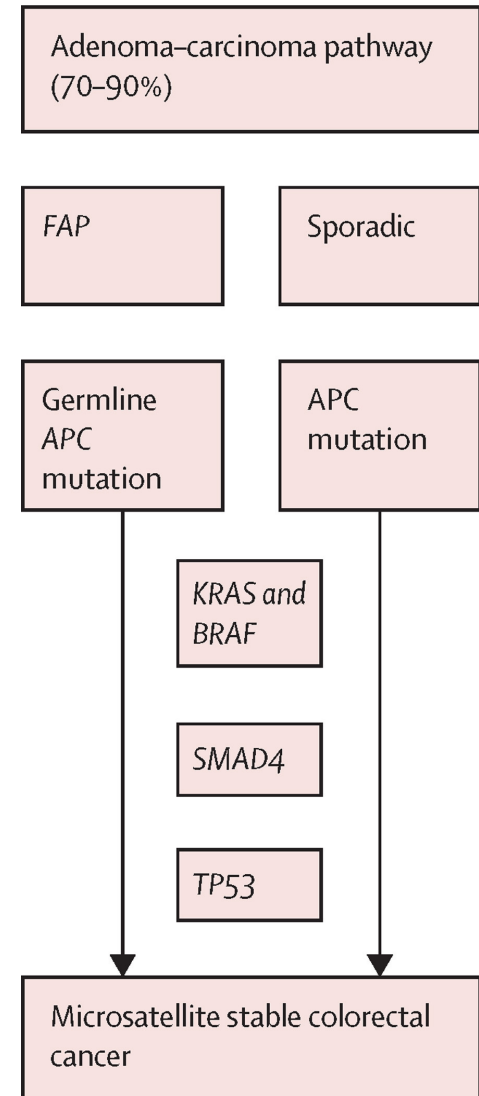 Adenoma–carcinoma pathway
(70–90%)
FAP
Sporadic
Germline
APC
mutation
APC
mutation
KRAS and
BRAF
SMAD4
TP53
Microsatellite stable colorectal
cancer